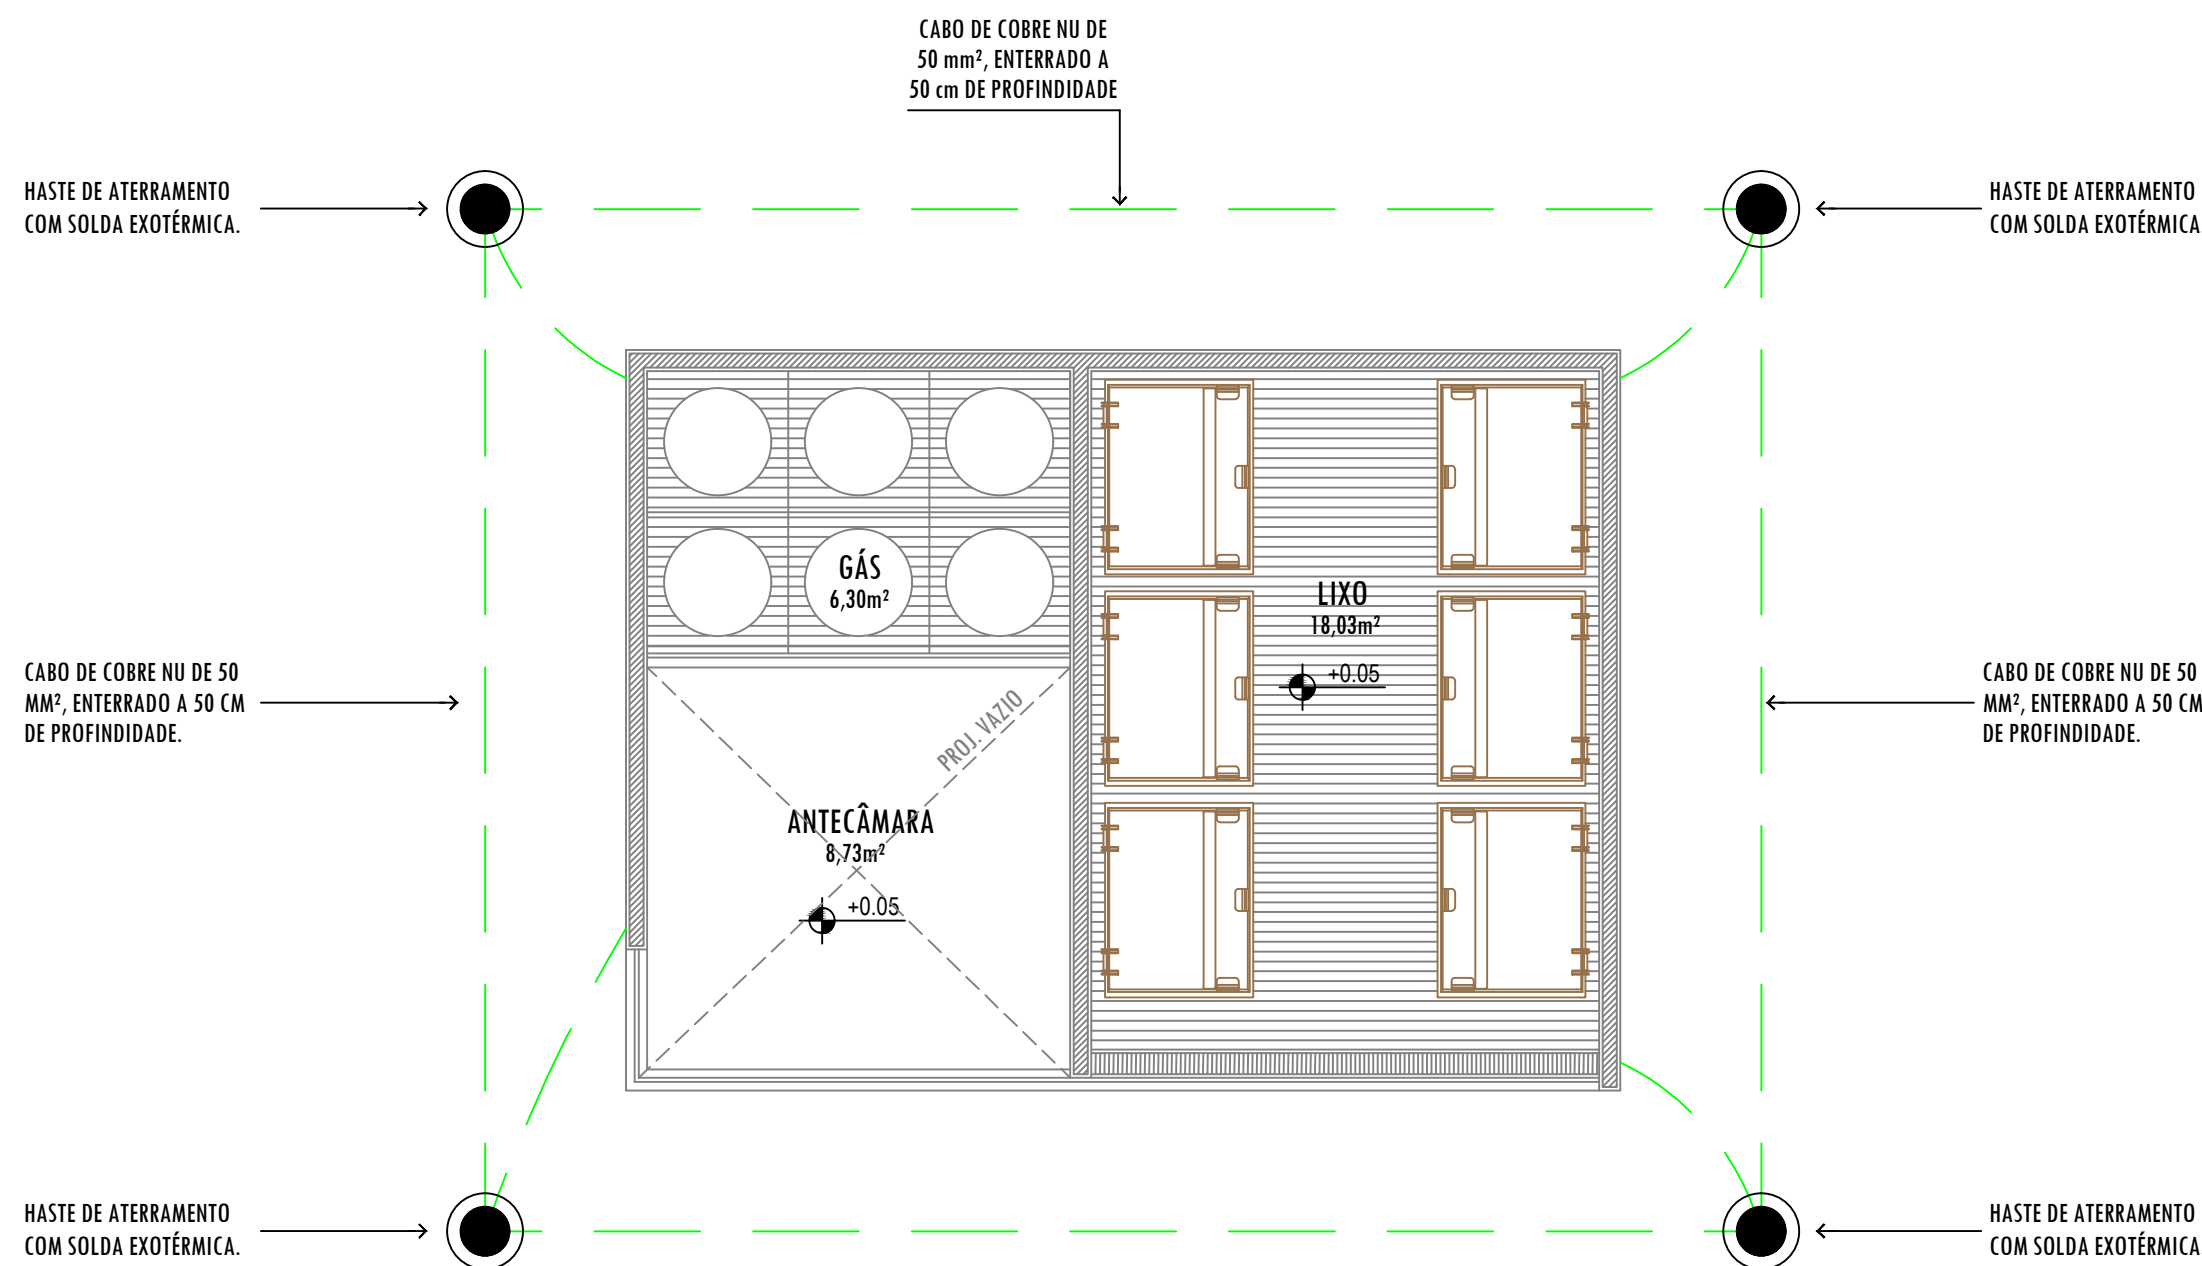 CABO DE COBRE NU DE
50 mm², ENTERRADO A
50 cm DE PROFINDIDADE
HASTE DE ATERRAMENTO
COM SOLDA EXOTÉRMICA.
HASTE DE ATERRAMENTO
COM SOLDA EXOTÉRMICA.
GÁS
6,30m²
LIXO
18,03m²
+0.05
CABO DE COBRE NU DE 50
MM², ENTERRADO A 50 CM
DE PROFINDIDADE.
PROJ. VAZIO
CABO DE COBRE NU DE 50
MM², ENTERRADO A 50 CM
DE PROFINDIDADE.
ANTECÂMARA
8,73m²
+0.05
HASTE DE ATERRAMENTO
COM SOLDA EXOTÉRMICA.
HASTE DE ATERRAMENTO
COM SOLDA EXOTÉRMICA.